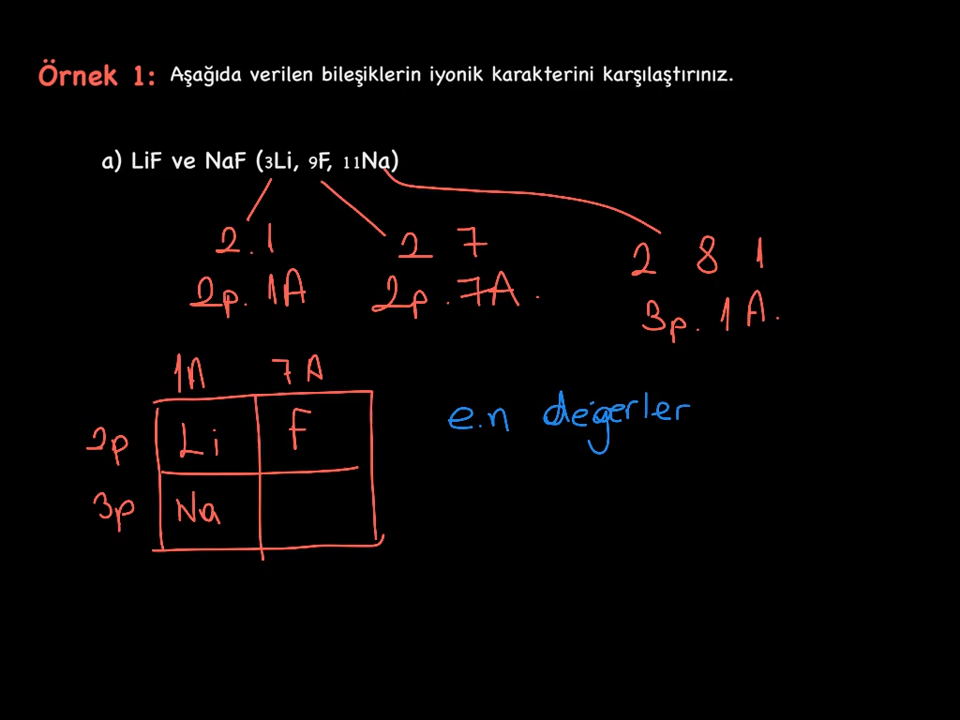 Örnek 1: Aşağıda verilen bileşiklerin iyonik karakterini karşılaştırınız.
a) LiF ve NaF (3Li, 9F, 11Na)
2.1 2 7 2 8 1
2p. 1A 2p. 7A. 3p. 1A.
1A 7A
2p Li F e.n değerler
3p Na